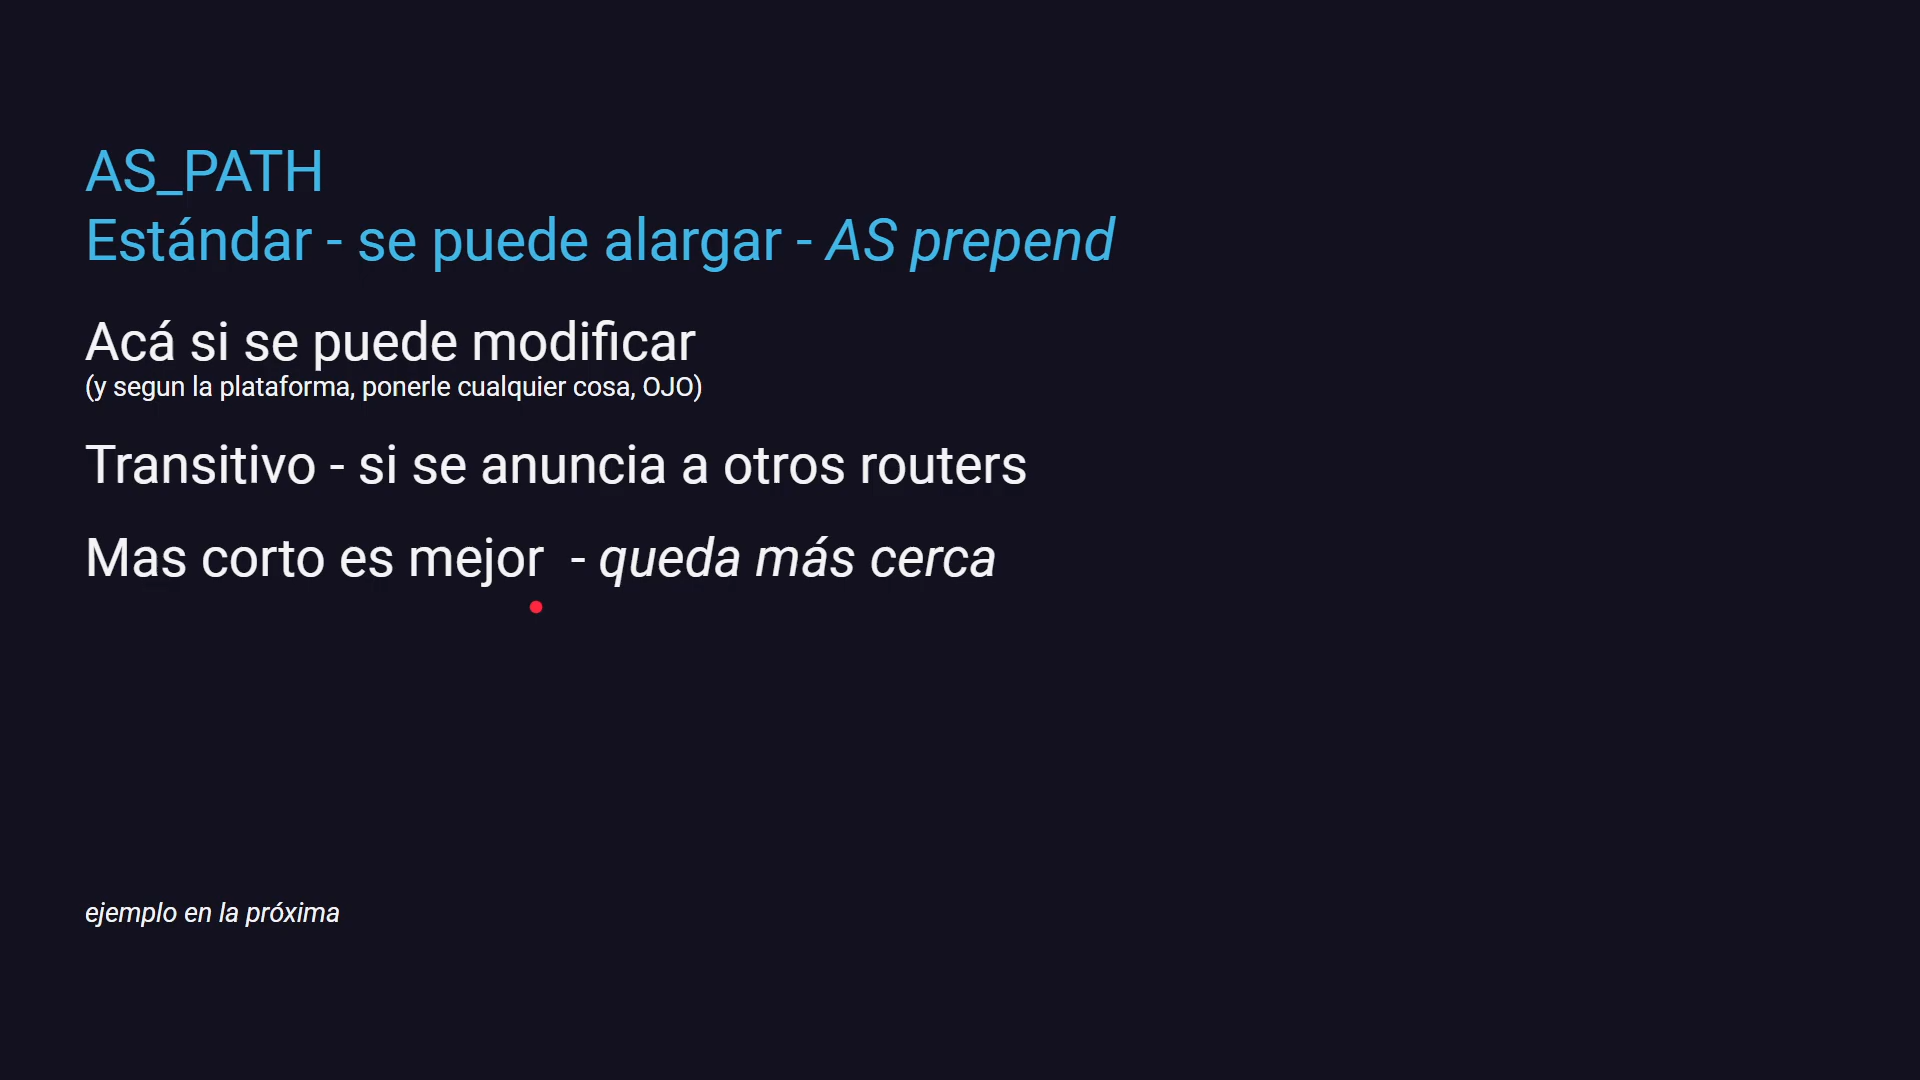 AS_PATH
Estándar - se puede alargar - AS prepend
Acá si se puede modificar
(y segun la plataforma, ponerle cualquier cosa, OJO)
Transitivo - si se anuncia a otros routers
Mas corto es mejor - queda más cerca
ejemplo en la próxima